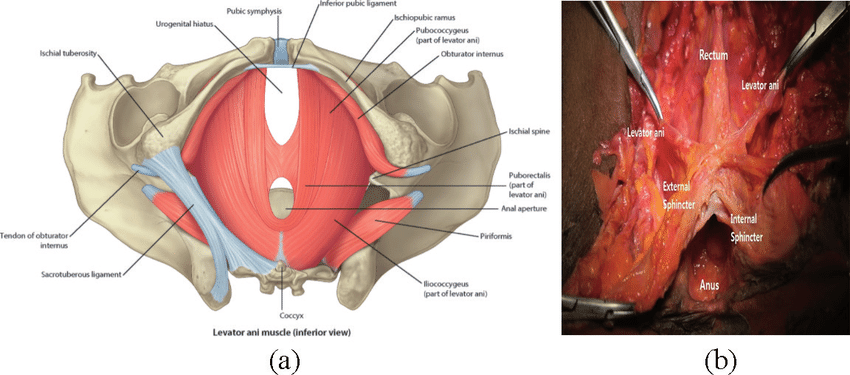 Pubic symphysis
Inferior pubic ligament
Urogenital hiatus
Ischiopubic ramus
Pubococcygeus
(part of levator ani)
Ischial tuberosity
Obturator internus
Ischial spine
Puborectalis
(part of
levator ani)
Anal aperture
Tendon of obturator
internus
Piriformis
Sacrotuberous ligament
Iliococcygeus
(part of levator ani)
Coccyx
Levator ani muscle (inferior view)
(a)
Rectum
Levator ani
Levator ani
External
Sphincter
Internal
Sphincter
Anus
(b)